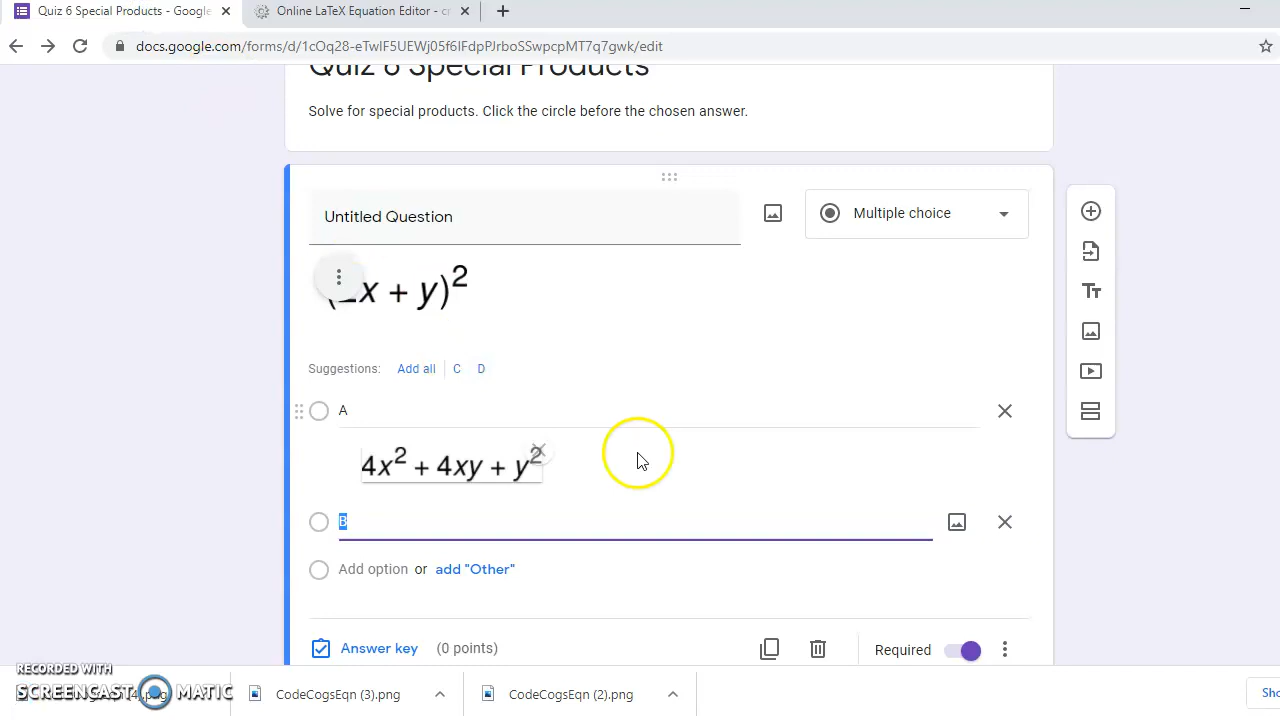 Quiz 6 Special Products - Google
Online LaTeX Equation Editor - cr
docs.google.com/forms/d/1cOq28-eTwIF5UEWj05f6IFdpPJrboSSwpcpMT7q7gwk/edit
Quiz 6 Special Products
Solve for special products. Click the circle before the chosen answer.
Untitled Question
Multiple choice
x + y)²
Suggestions: Add all C D
A
4x² + 4xy + y²
B
Add option or add "Other"
Answer key (0 points)
Required
RECORDED WITH
SCREENCAST MATIC
CodeCogsEqn (3).png
CodeCogsEqn (2).png
Sho